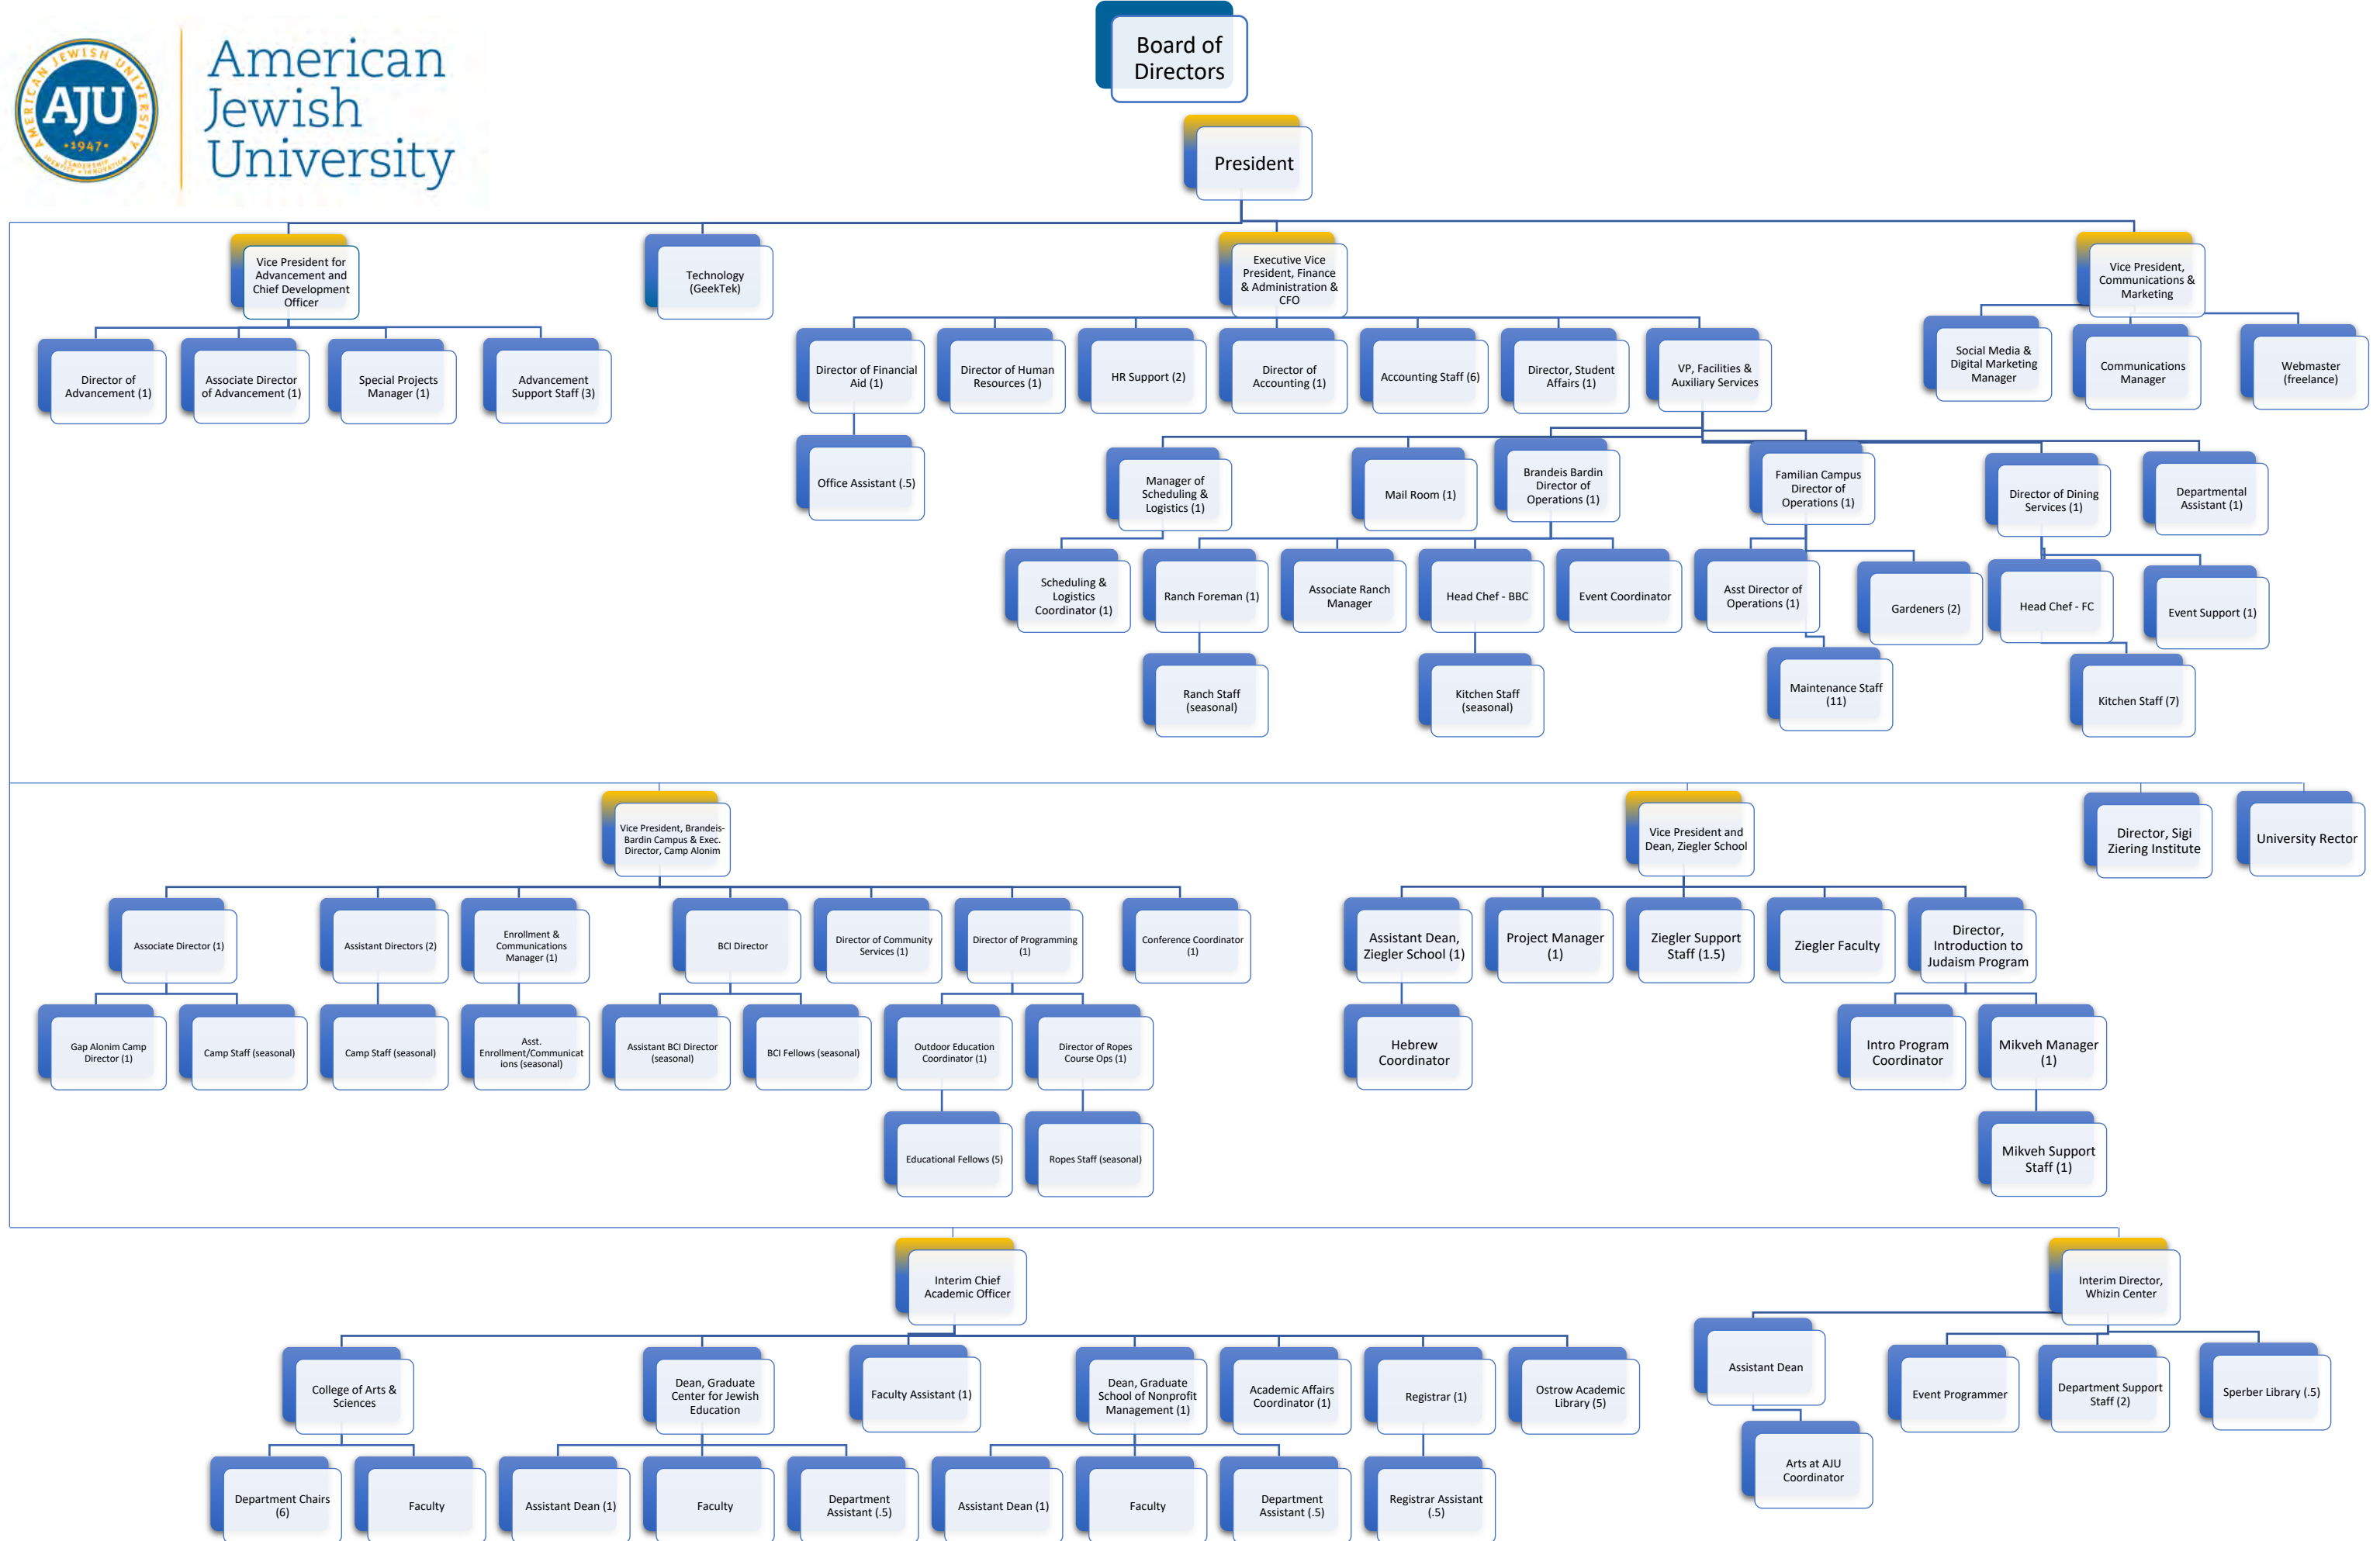 AMERICAN JEWISH UNIVERSITY
AJU
•1947•
American
Jewish
University
Board of
Directors
President
Vice President for
Advancement and
Chief Development
Officer
Technology
(GeekTek)
Executive Vice
President, Finance
& Administration &
CFO
Vice President,
Communications &
Marketing
Director of
Advancement (1)
Associate Director
of Advancement (1)
Special Projects
Manager (1)
Advancement
Support Staff (3)
Director of Financial
Aid (1)
Director of Human
Resources (1)
HR Support (2)
Director of
Accounting (1)
Accounting Staff (6)
Director, Student
Affairs (1)
VP, Facilities &
Auxiliary Services
Social Media &
Digital Marketing
Manager
Communications
Manager
Webmaster
(freelance)
Office Assistant (.5)
Manager of
Scheduling &
Logistics (1)
Mail Room (1)
Brandeis Bardin
Director of
Operations (1)
Familian Campus
Director of
Operations (1)
Director of Dining
Services (1)
Departmental
Assistant (1)
Scheduling &
Logistics
Coordinator (1)
Ranch Foreman (1)
Associate Ranch
Manager
Head Chef - BBC
Event Coordinator
Asst Director of
Operations (1)
Gardeners (2)
Head Chef - FC
Event Support (1)
Ranch Staff
(seasonal)
Kitchen Staff
(seasonal)
Maintenance Staff
(11)
Kitchen Staff (7)
Vice President, Brandeis-
Bardin Campus & Exec.
Director, Camp Alonim
Vice President and
Dean, Ziegler School
Director, Sigi
Ziering Institute
University Rector
Associate Director (1)
Assistant Directors (2)
Enrollment &
Communications
Manager (1)
BCI Director
Director of Community
Services (1)
Director of Programming
(1)
Conference Coordinator
(1)
Assistant Dean,
Ziegler School (1)
Project Manager
(1)
Ziegler Support
Staff (1.5)
Ziegler Faculty
Director,
Introduction to
Judaism Program
Gap Alonim Camp
Director (1)
Camp Staff (seasonal)
Camp Staff (seasonal)
Asst.
Enrollment/Communicat
ions (seasonal)
Assistant BCI Director
(seasonal)
BCI Fellows (seasonal)
Outdoor Education
Coordinator (1)
Director of Ropes
Course Ops (1)
Hebrew
Coordinator
Intro Program
Coordinator
Mikveh Manager
(1)
Educational Fellows (5)
Ropes Staff (seasonal)
Mikveh Support
Staff (1)
Interim Chief
Academic Officer
Interim Director,
Whizin Center
College of Arts &
Sciences
Dean, Graduate
Center for Jewish
Education
Faculty Assistant (1)
Dean, Graduate
School of Nonprofit
Management (1)
Academic Affairs
Coordinator (1)
Registrar (1)
Ostrow Academic
Library (5)
Assistant Dean
Event Programmer
Department Support
Staff (2)
Sperber Library (.5)
Department Chairs
(6)
Faculty
Assistant Dean (1)
Faculty
Department
Assistant (.5)
Assistant Dean (1)
Faculty
Department
Assistant (.5)
Registrar Assistant
(.5)
Arts at AJU
Coordinator